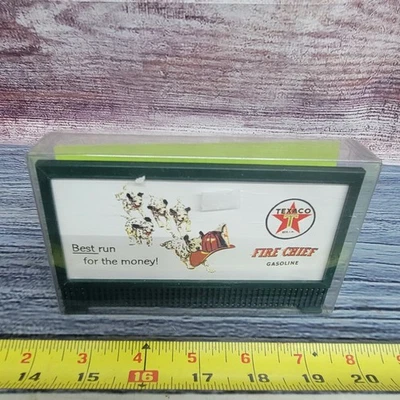 TEXACO
T
Best run
for the money!
FIRE CHIEF
GASOLINE
2 3 4 5 6 7 8 9
14 15 16 17 18 19 20